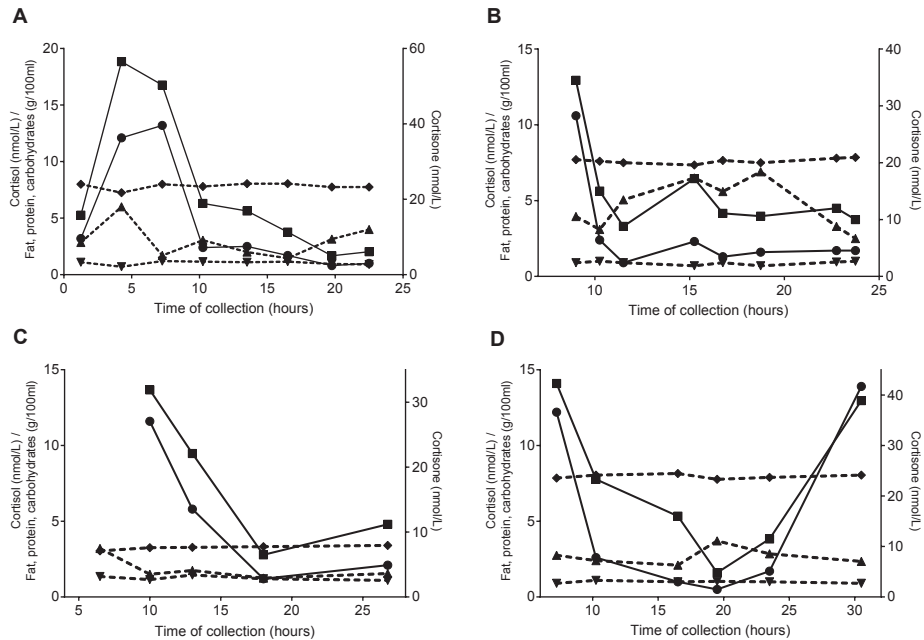 A
Cortisol (nmol/L) /
Fat, protein, carbohydrates (g/100ml)
20
15
10
5
0
0 5 10 15 20 25
Time of collection (hours)
60
40
20
0
Cortisone (nmol/L)
B
Cortisol (nmol/L) /
Fat, protein, carbohydrates (g/100ml)
15
10
5
0
10 15 20 25
Time of collection (hours)
40
30
20
10
0
Cortisone (nmol/L)
C
Cortisol (nmol/L) /
Fat, protein, carbohydrates (g/100ml)
15
10
5
0
5 10 15 20 25
Time of collection (hours)
30
20
10
0
Cortisone (nmol/L)
D
Cortisol (nmol/L) /
Fat, protein, carbohydrates (g/100ml)
15
10
5
0
10 15 20 25 30
Time of collection (hours)
40
30
20
10
0
Cortisone (nmol/L)